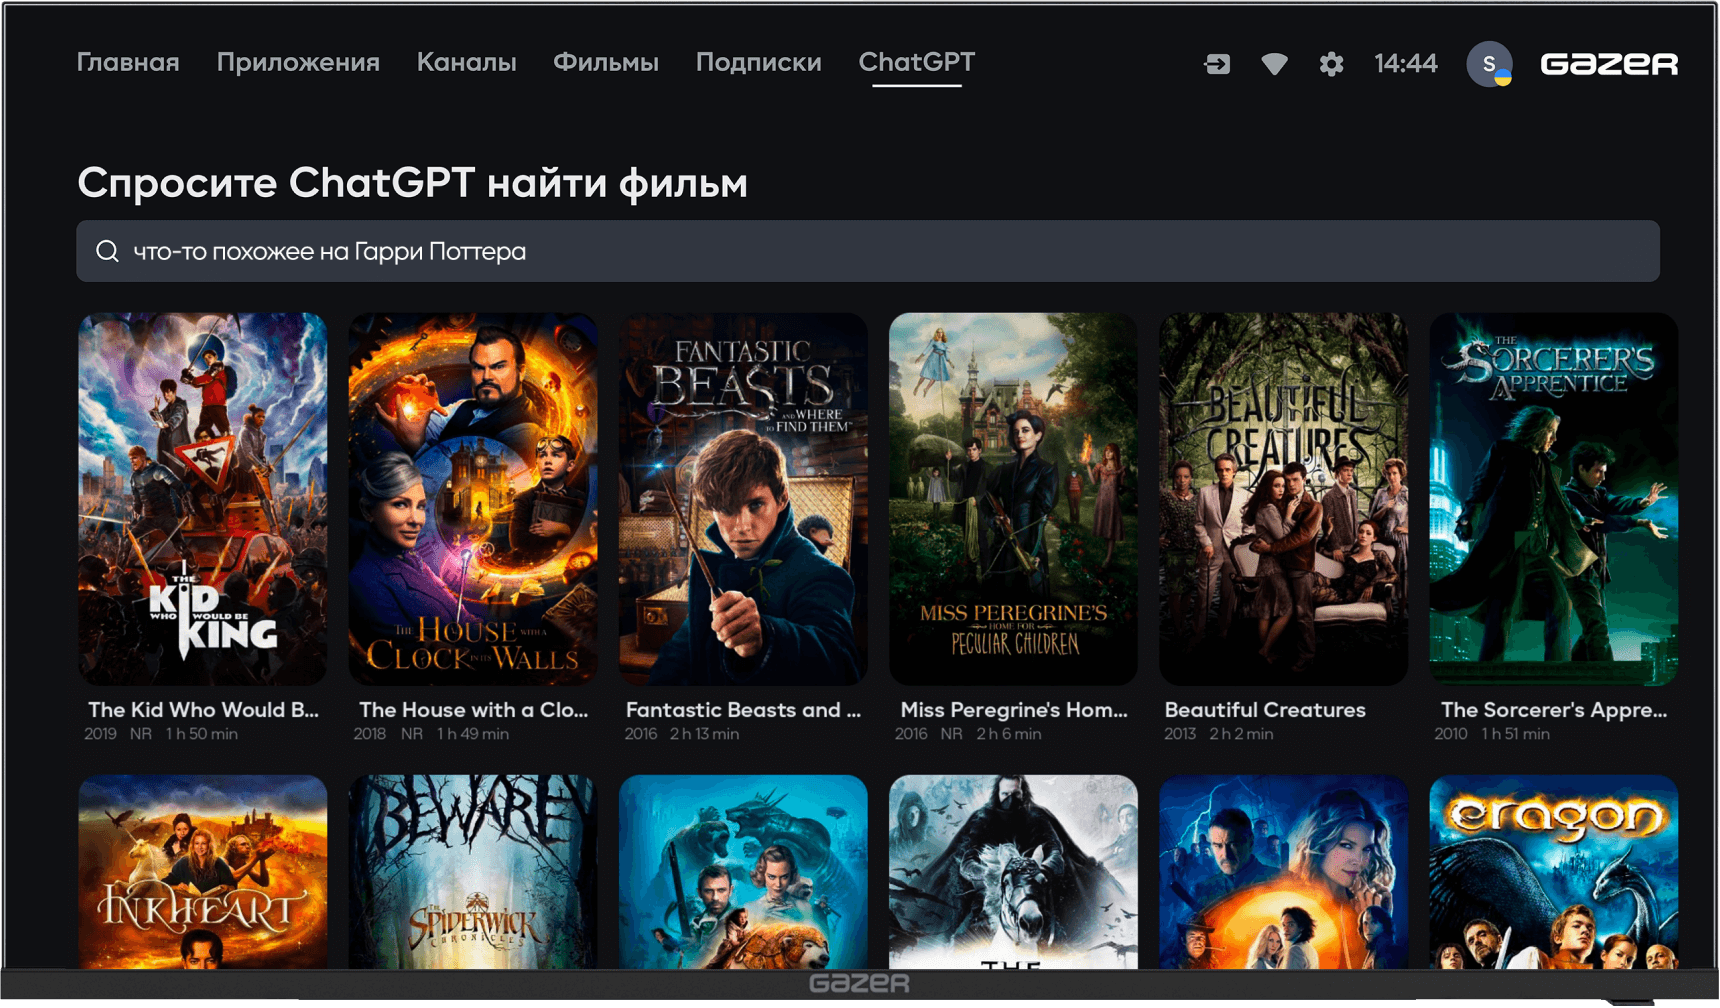 Главная Приложения Каналы Фильмы Подписки ChatGPT 14:44 S GAZER
Спросите ChatGPT найти фильм
что-то похожее на Гарри Поттера
THE
KID
WHO WOULD BE
KING
THE HOUSE WITH A
CLOCK IN ITS WALLS
FANTASTIC
BEASTS
AND WHERE
TO FIND THEM
MISS PEREGRINE'S
HOME FOR
PECULIAR CHILDREN
BEAUTIFUL
CREATURES
THE
SORCERER'S
APPRENTICE
The Kid Who Would B...
2019 NR 1 h 50 min
The House with a Clo...
2018 NR 1 h 49 min
Fantastic Beasts and ...
2016 2 h 13 min
Miss Peregrine's Hom...
2016 NR 2 h 6 min
Beautiful Creatures
2013 2 h 2 min
The Sorcerer's Appre...
2010 1 h 51 min
INKHEART
BEWARE
THE
SPIDERWICK
CHRONICLES
THE
eragon
GAZER